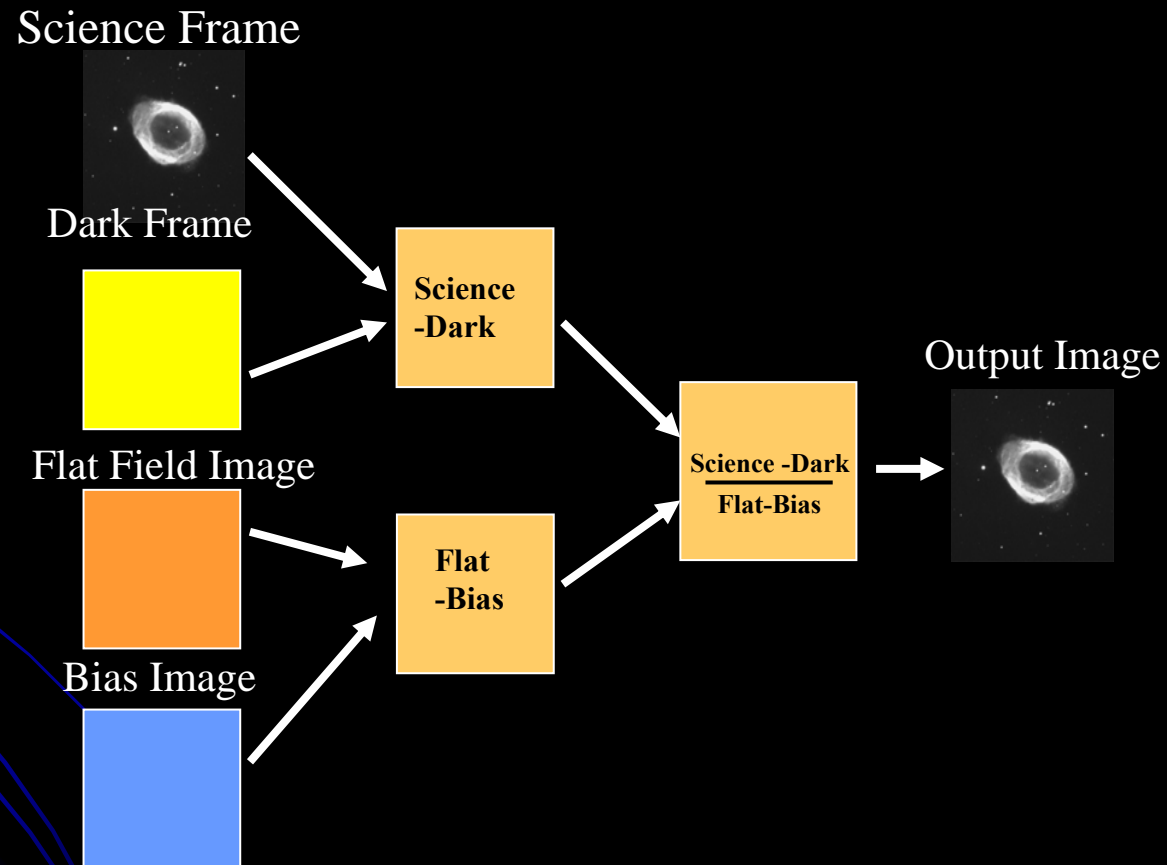 Science Frame
Dark Frame
Science
-Dark
Output Image
Flat Field Image
Science -Dark
Flat-Bias
Flat
-Bias
Bias Image